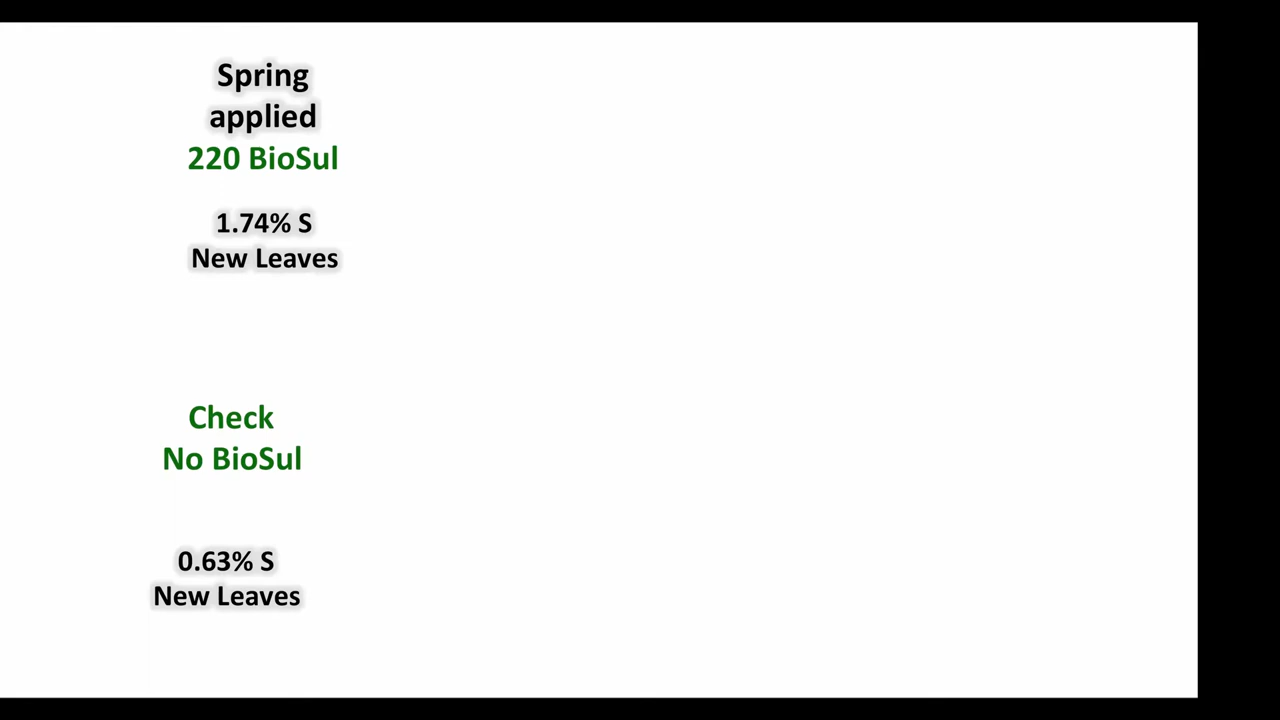 Spring
applied
220 BioSul
1.74% S
New Leaves
Check
No BioSul
0.63% S
New Leaves